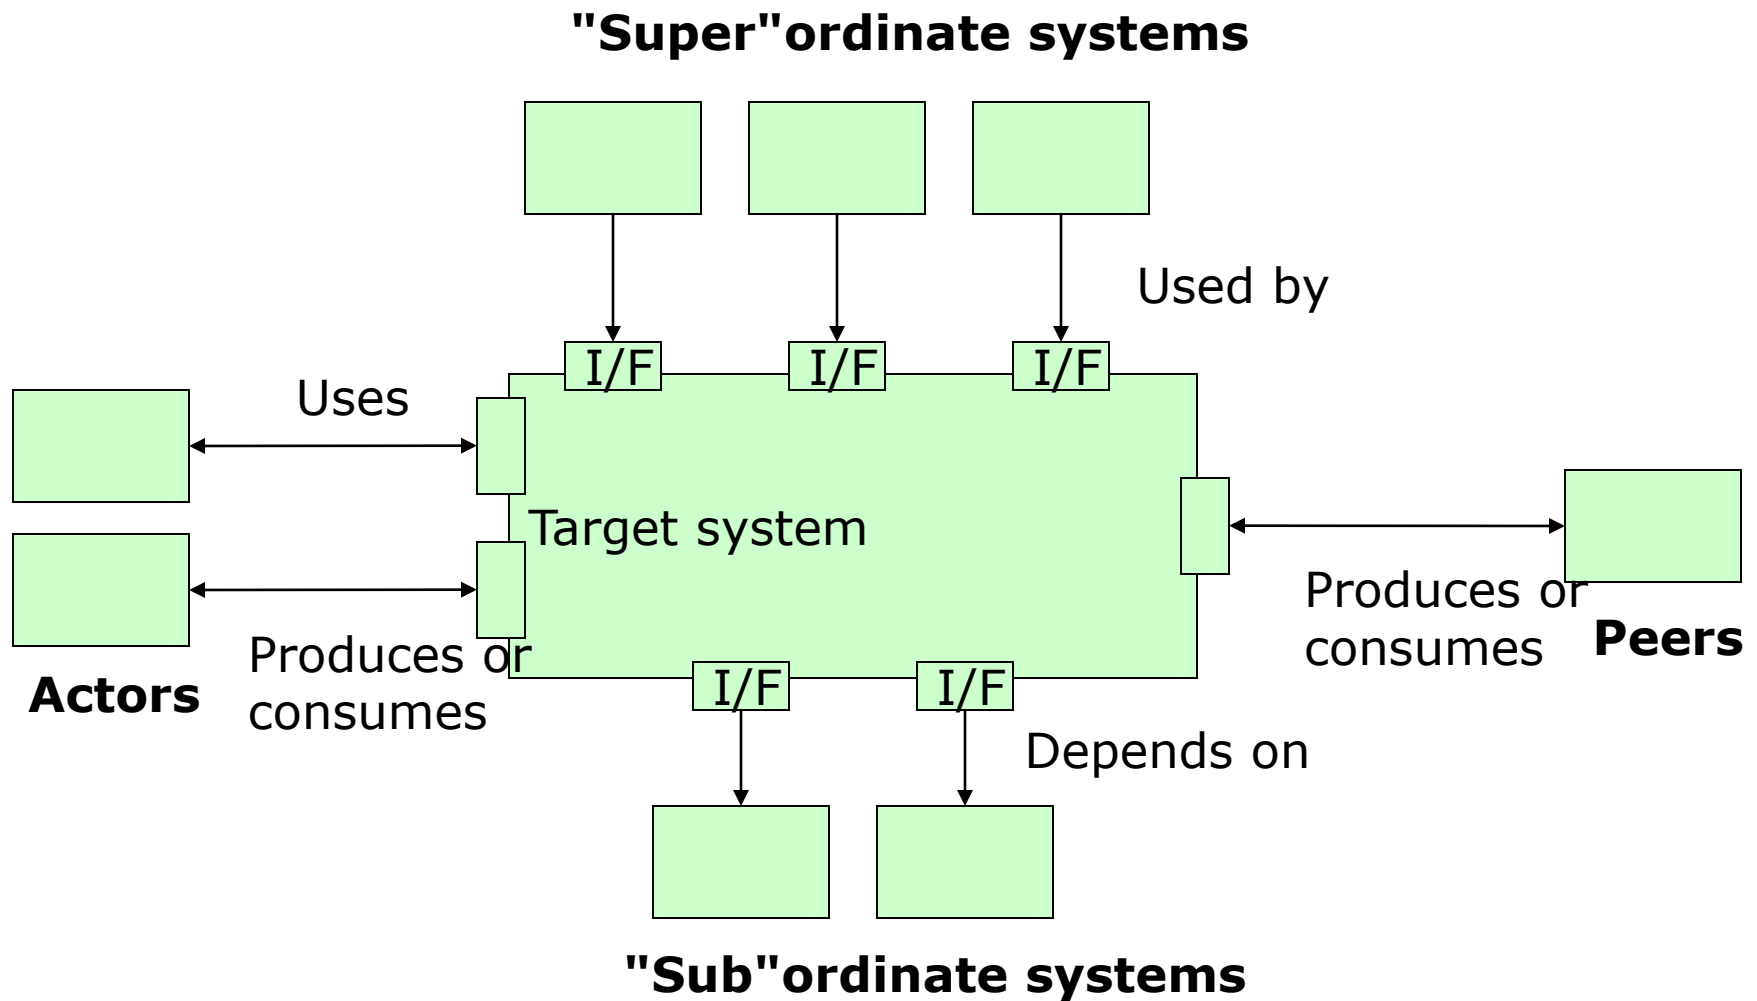 "Super"ordinate systems
Used by
I/F
I/F
I/F
Uses
Target system
Produces or
consumes
Peers
Produces or
consumes
Actors
I/F
I/F
Depends on
"Sub"ordinate systems